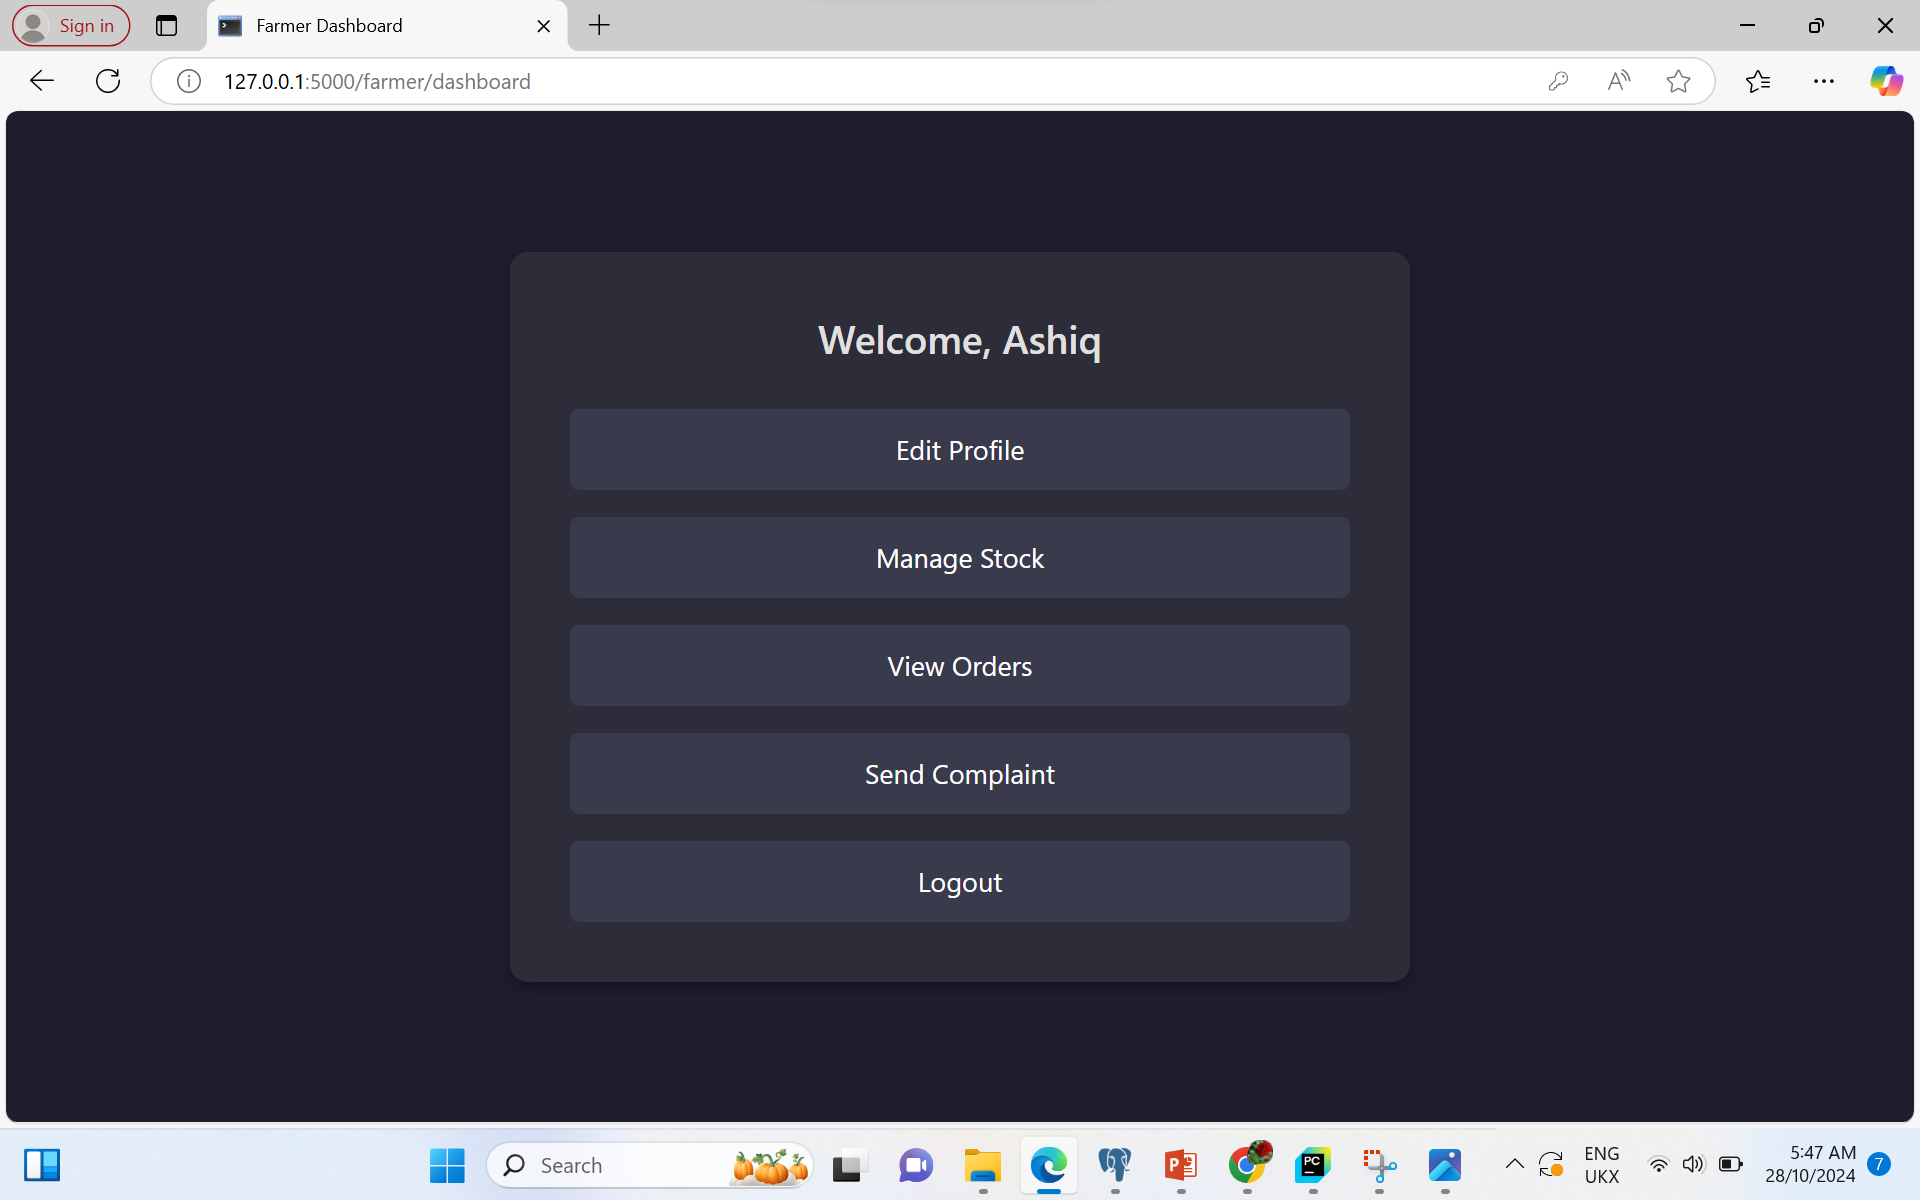 Sign in
Farmer Dashboard
127.0.0.1:5000/farmer/dashboard
Welcome, Ashiq
Edit Profile
Manage Stock
View Orders
Send Complaint
Logout
Search
PC
ENG
UKX
5:47 AM
28/10/2024
7